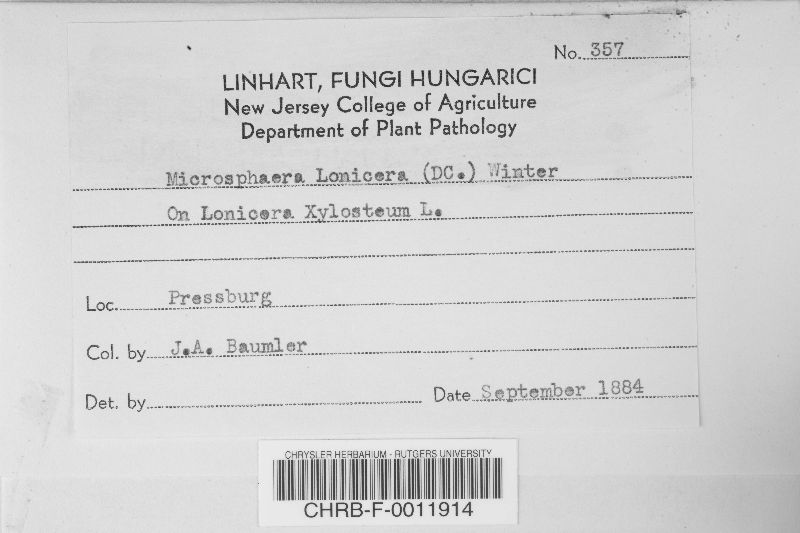 No. 357
LINHART, FUNGI HUNGARICI
New Jersey College of Agriculture
Department of Plant Pathology
Microsphaera Lonicera (DC.) Winter
On Lonicera Xylosteum L.
Loc. Pressburg
Col. by J.A. Baumler
Det. by
Date September 1884
CHRYSLER HERBARIUM - RUTGERS UNIVERSITY
CHRB-F-0011914